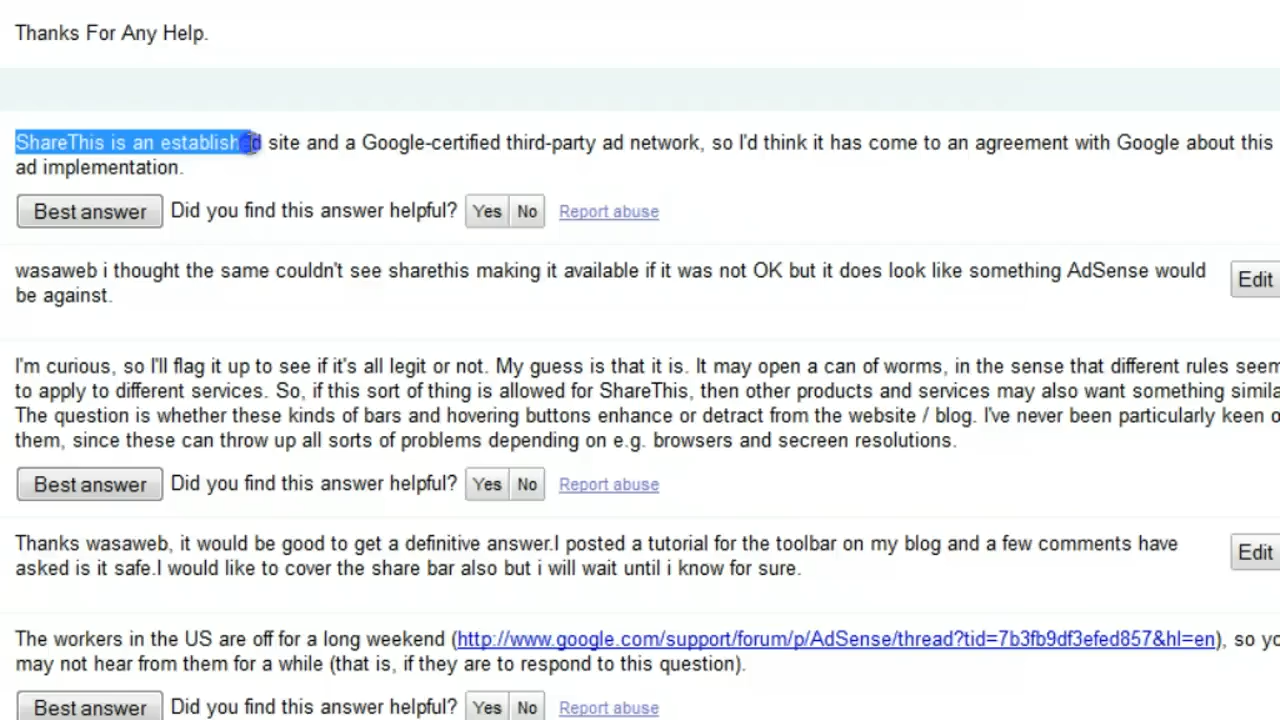 Thanks For Any Help.
ShareThis is an established site and a Google-certified third-party ad network, so I'd think it has come to an agreement with Google about this
ad implementation.
Best answer Did you find this answer helpful? Yes No Report abuse
wasaweb i thought the same couldn't see sharethis making it available if it was not OK but it does look like something AdSense would
be against.
Edit
I'm curious, so I'll flag it up to see if it's all legit or not. My guess is that it is. It may open a can of worms, in the sense that different rules seem
to apply to different services. So, if this sort of thing is allowed for ShareThis, then other products and services may also want something simila
The question is whether these kinds of bars and hovering buttons enhance or detract from the website / blog. I've never been particularly keen o
them, since these can throw up all sorts of problems depending on e.g. browsers and secreen resolutions.
Best answer Did you find this answer helpful? Yes No Report abuse
Thanks wasaweb, it would be good to get a definitive answer.I posted a tutorial for the toolbar on my blog and a few comments have
asked is it safe.I would like to cover the share bar also but i will wait until i know for sure.
Edit
The workers in the US are off for a long weekend (http://www.google.com/support/forum/p/AdSense/thread?tid=7b3fb9df3efed857&hl=en), so yo
may not hear from them for a while (that is, if they are to respond to this question).
Best answer Did you find this answer helpful? Yes No Report abuse